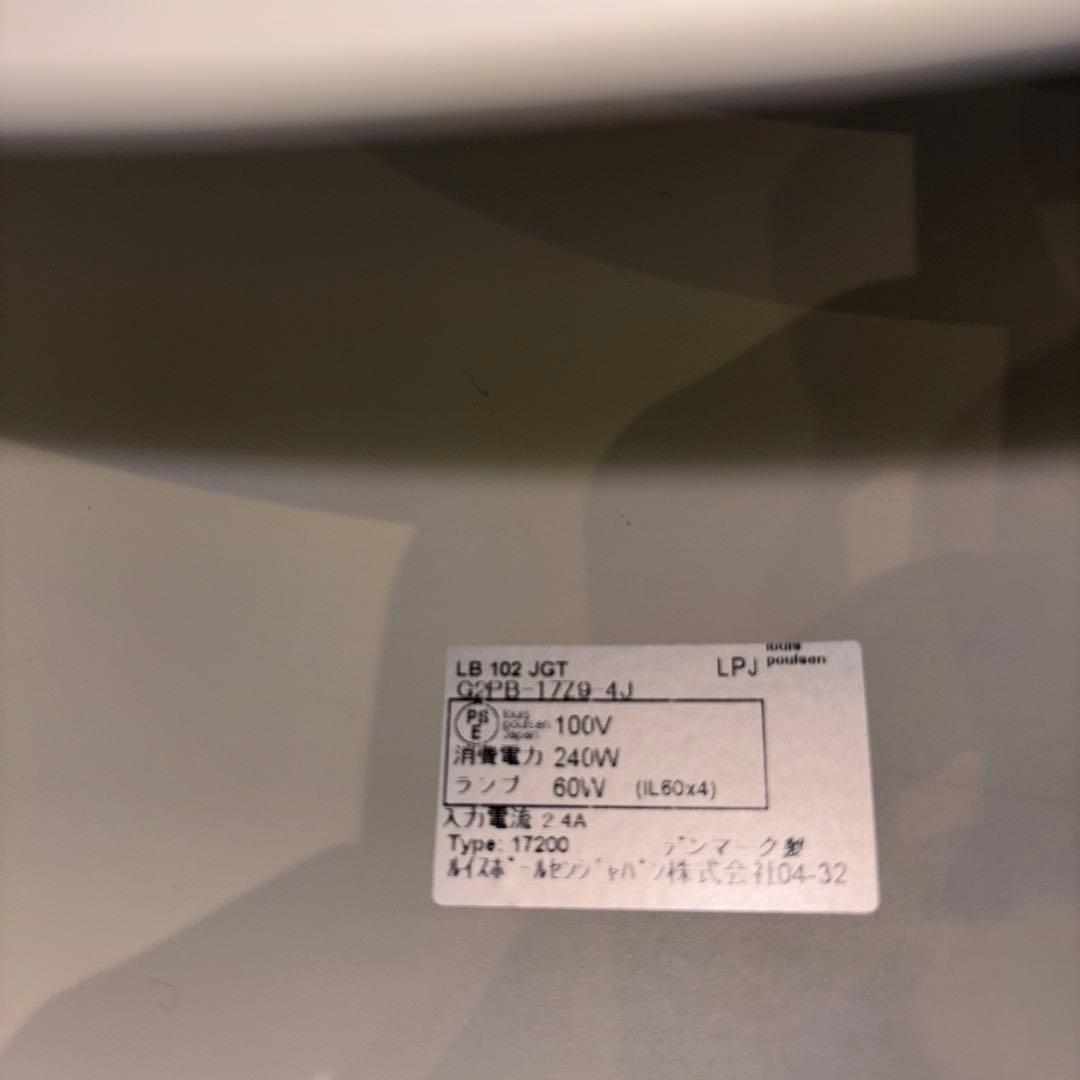 LB 102 JGT
LPJ louis poulsen
G2PB-17Z9-4J
PS E louis poulsen Japan 100V
消費電力 240W
ランプ 60W (IL60x4)
入力電流 2.4A
Type: 17200 デンマーク製
ルイスポールセンジャパン株式会社04-32